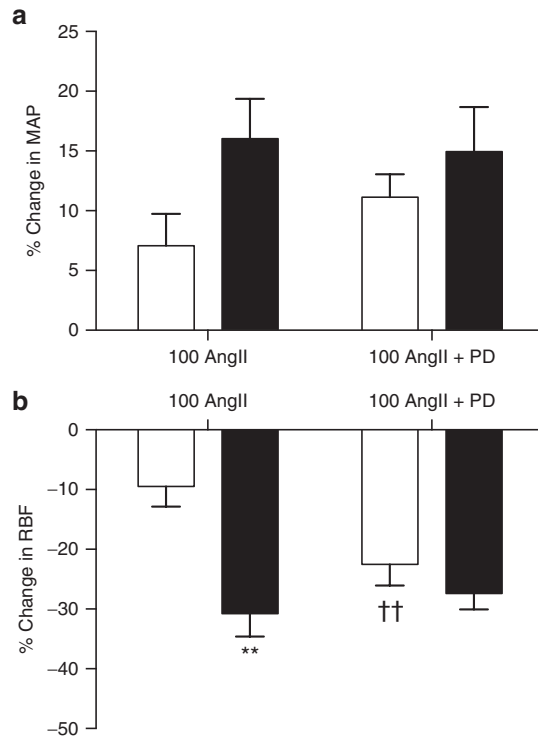 a
25
20
15
10
5
0
% Change in MAP
100 AngII 100 AngII + PD
b
100 AngII 100 AngII + PD
0
–10
–20
–30
–40
–50
% Change in RBF
**
††